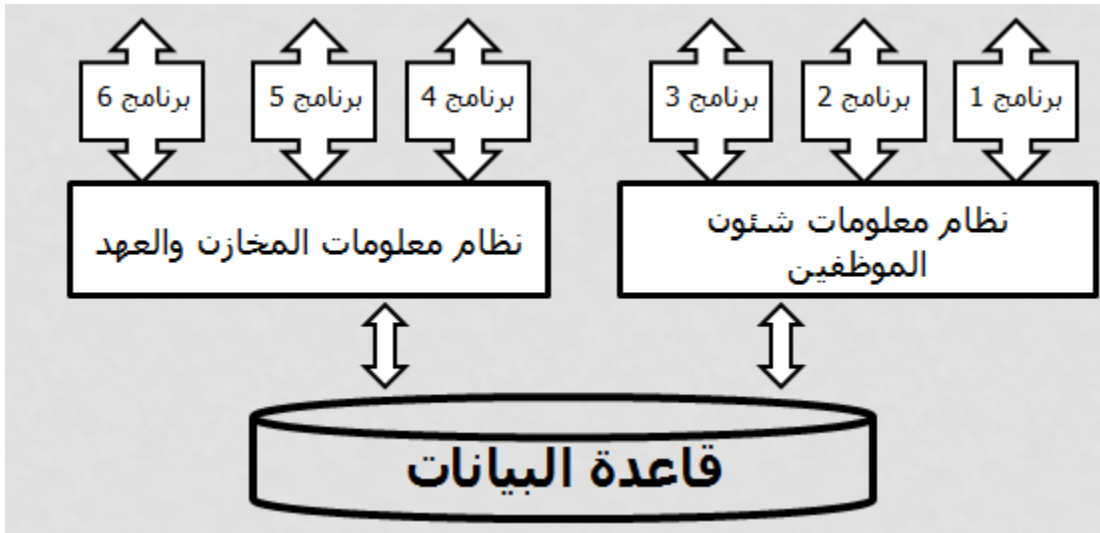 برنامج 1
برنامج 2
برنامج 3
برنامج 4
برنامج 5
برنامج 6
نظام معلومات شئون
الموظفين
نظام معلومات المخازن والعهد
قاعدة البيانات